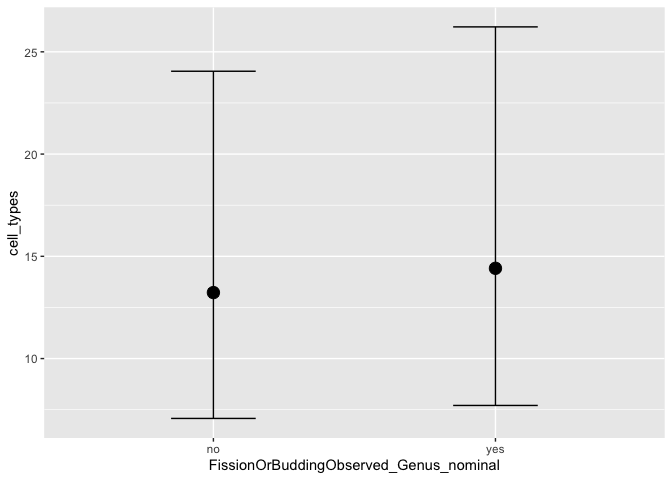 25
20
15
10
cell_types
no
yes
FissionOrBuddingObserved_Genus_nominal